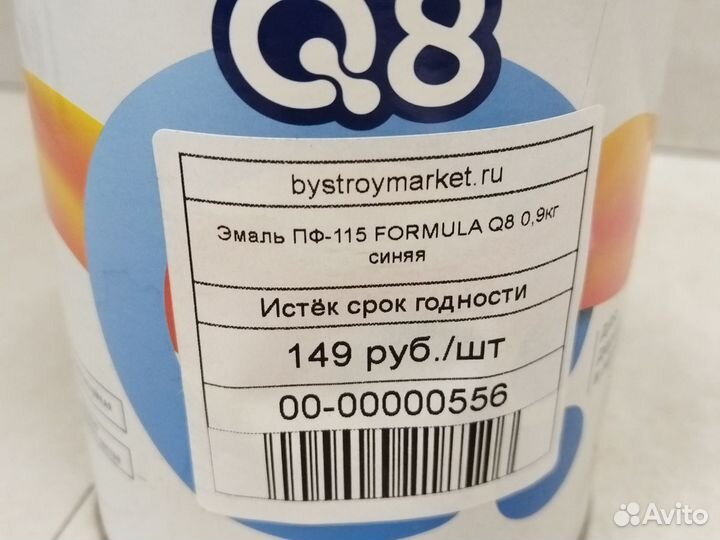 Q8
bystroymarket.ru
Эмаль ПФ-115 FORMULA Q8 0,9кг
синяя
Истёк срок годности
149 руб./шт
00-00000556
Avito